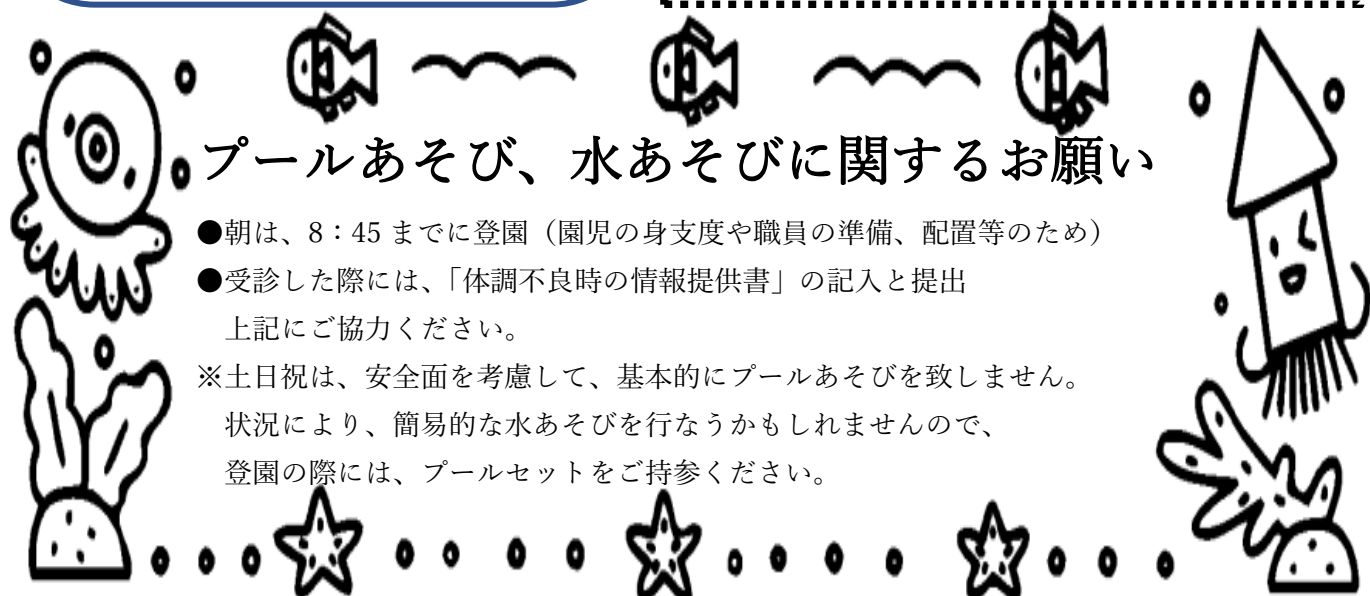 プールあそび、水あそびに関するお願い
●朝は、8：45 までに登園（園児の身支度や職員の準備、配置等のため）
●受診した際には、「体調不良時の情報提供書」の記入と提出
上記にご協力ください。
※土日祝は、安全面を考慮して、基本的にプールあそびを致しません。
状況により、簡易的な水あそびを行なうかもしれませんので、
登園の際には、プールセットをご持参ください。